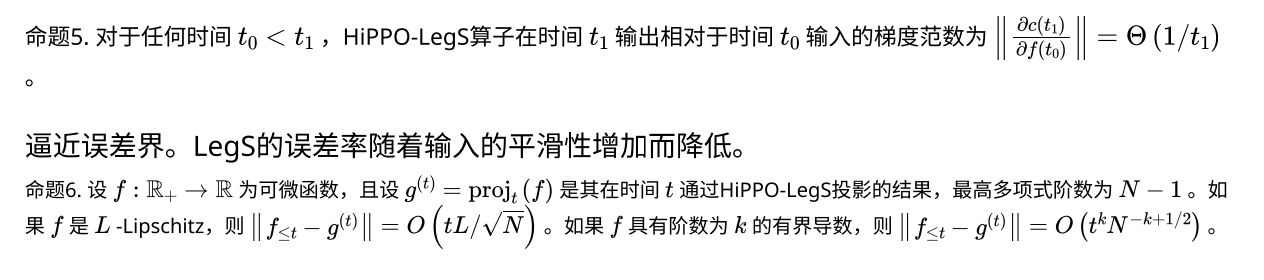 命题5. 对于任何时间 $t_0 < t_1$ ，HiPPO-LegS算子在时间 $t_1$ 输出相对于时间 $t_0$ 输入的梯度范数为 $\left\| \frac{\partial c(t_1)}{\partial f(t_0)} \right\| = \Theta\left(1/t_1\right)$
。
逼近误差界。LegS的误差率随着输入的平滑性增加而降低。
命题6. 设 $f : \mathbb{R}_+ \to \mathbb{R}$ 为可微函数，且设 $g^{(t)} = \text{proj}_t(f)$ 是其在时间 $t$ 通过HiPPO-LegS投影的结果，最高多项式阶数为 $N-1$ 。如
果 $f$ 是 $L$ -Lipschitz，则 $\left\| f_{\leq t} - g^{(t)} \right\| = O\left(tL/\sqrt{N}\right)$ 。如果 $f$ 具有阶数为 $k$ 的有界导数，则 $\left\| f_{\leq t} - g^{(t)} \right\| = O\left(t^k N^{-k+1/2}\right)$ 。